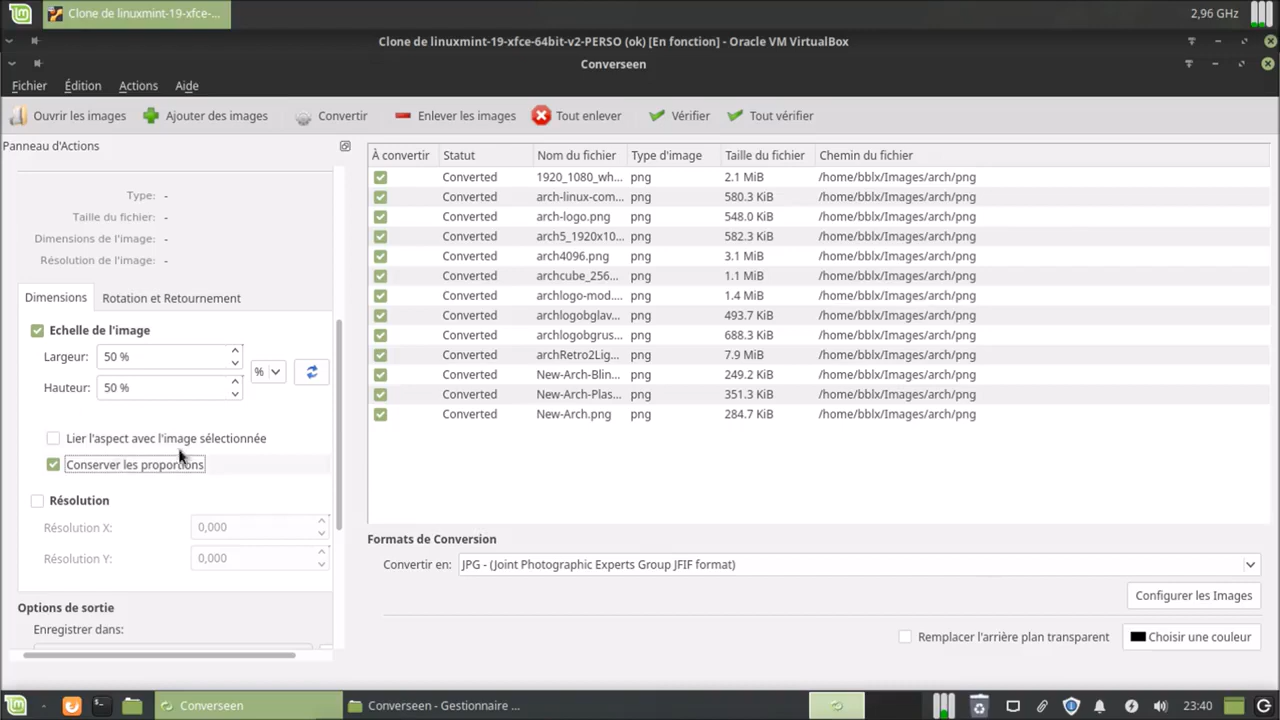 Clone de linuxmint-19-xfce-...
2,96 GHz
Clone de linuxmint-19-xfce-64bit-v2-PERSO (ok) [En fonction] - Oracle VM VirtualBox
Converseen
Fichier Édition Actions Aide
Ouvrir les images Ajouter des images Convertir Enlever les images Tout enlever Vérifier Tout vérifier
Panneau d'Actions
Type: -
Taille du fichier: -
Dimensions de l'image: -
Résolution de l'image: -
Dimensions Rotation et Retournement
Echelle de l'image
Largeur: 50 %
%
Hauteur: 50 %
Lier l'aspect avec l'image sélectionnée
Conserver les proportions
Résolution
Résolution X: 0,000
Résolution Y: 0,000
Options de sortie
Enregistrer dans:
À convertir Statut Nom du fichier Type d'image Taille du fichier Chemin du fichier
Converted 1920_1080_wh... png 2.1 MiB /home/bblx/Images/arch/png
Converted arch-linux-com... png 580.3 KiB /home/bblx/Images/arch/png
Converted arch-logo.png png 548.0 KiB /home/bblx/Images/arch/png
Converted arch5_1920x10... png 582.3 KiB /home/bblx/Images/arch/png
Converted arch4096.png png 3.1 MiB /home/bblx/Images/arch/png
Converted archcube_256... png 1.1 MiB /home/bblx/Images/arch/png
Converted archlogo-mod.... png 1.4 MiB /home/bblx/Images/arch/png
Converted archlogobglav... png 493.7 KiB /home/bblx/Images/arch/png
Converted archlogobgrus... png 688.3 KiB /home/bblx/Images/arch/png
Converted archRetro2Lig... png 7.9 MiB /home/bblx/Images/arch/png
Converted New-Arch-Blin... png 249.2 KiB /home/bblx/Images/arch/png
Converted New-Arch-Plas... png 351.3 KiB /home/bblx/Images/arch/png
Converted New-Arch.png png 284.7 KiB /home/bblx/Images/arch/png
Formats de Conversion
Convertir en: JPG - (Joint Photographic Experts Group JFIF format)
Configurer les Images
Remplacer l'arrière plan transparent Choisir une couleur
Converseen Converseen - Gestionnaire ... 23:40